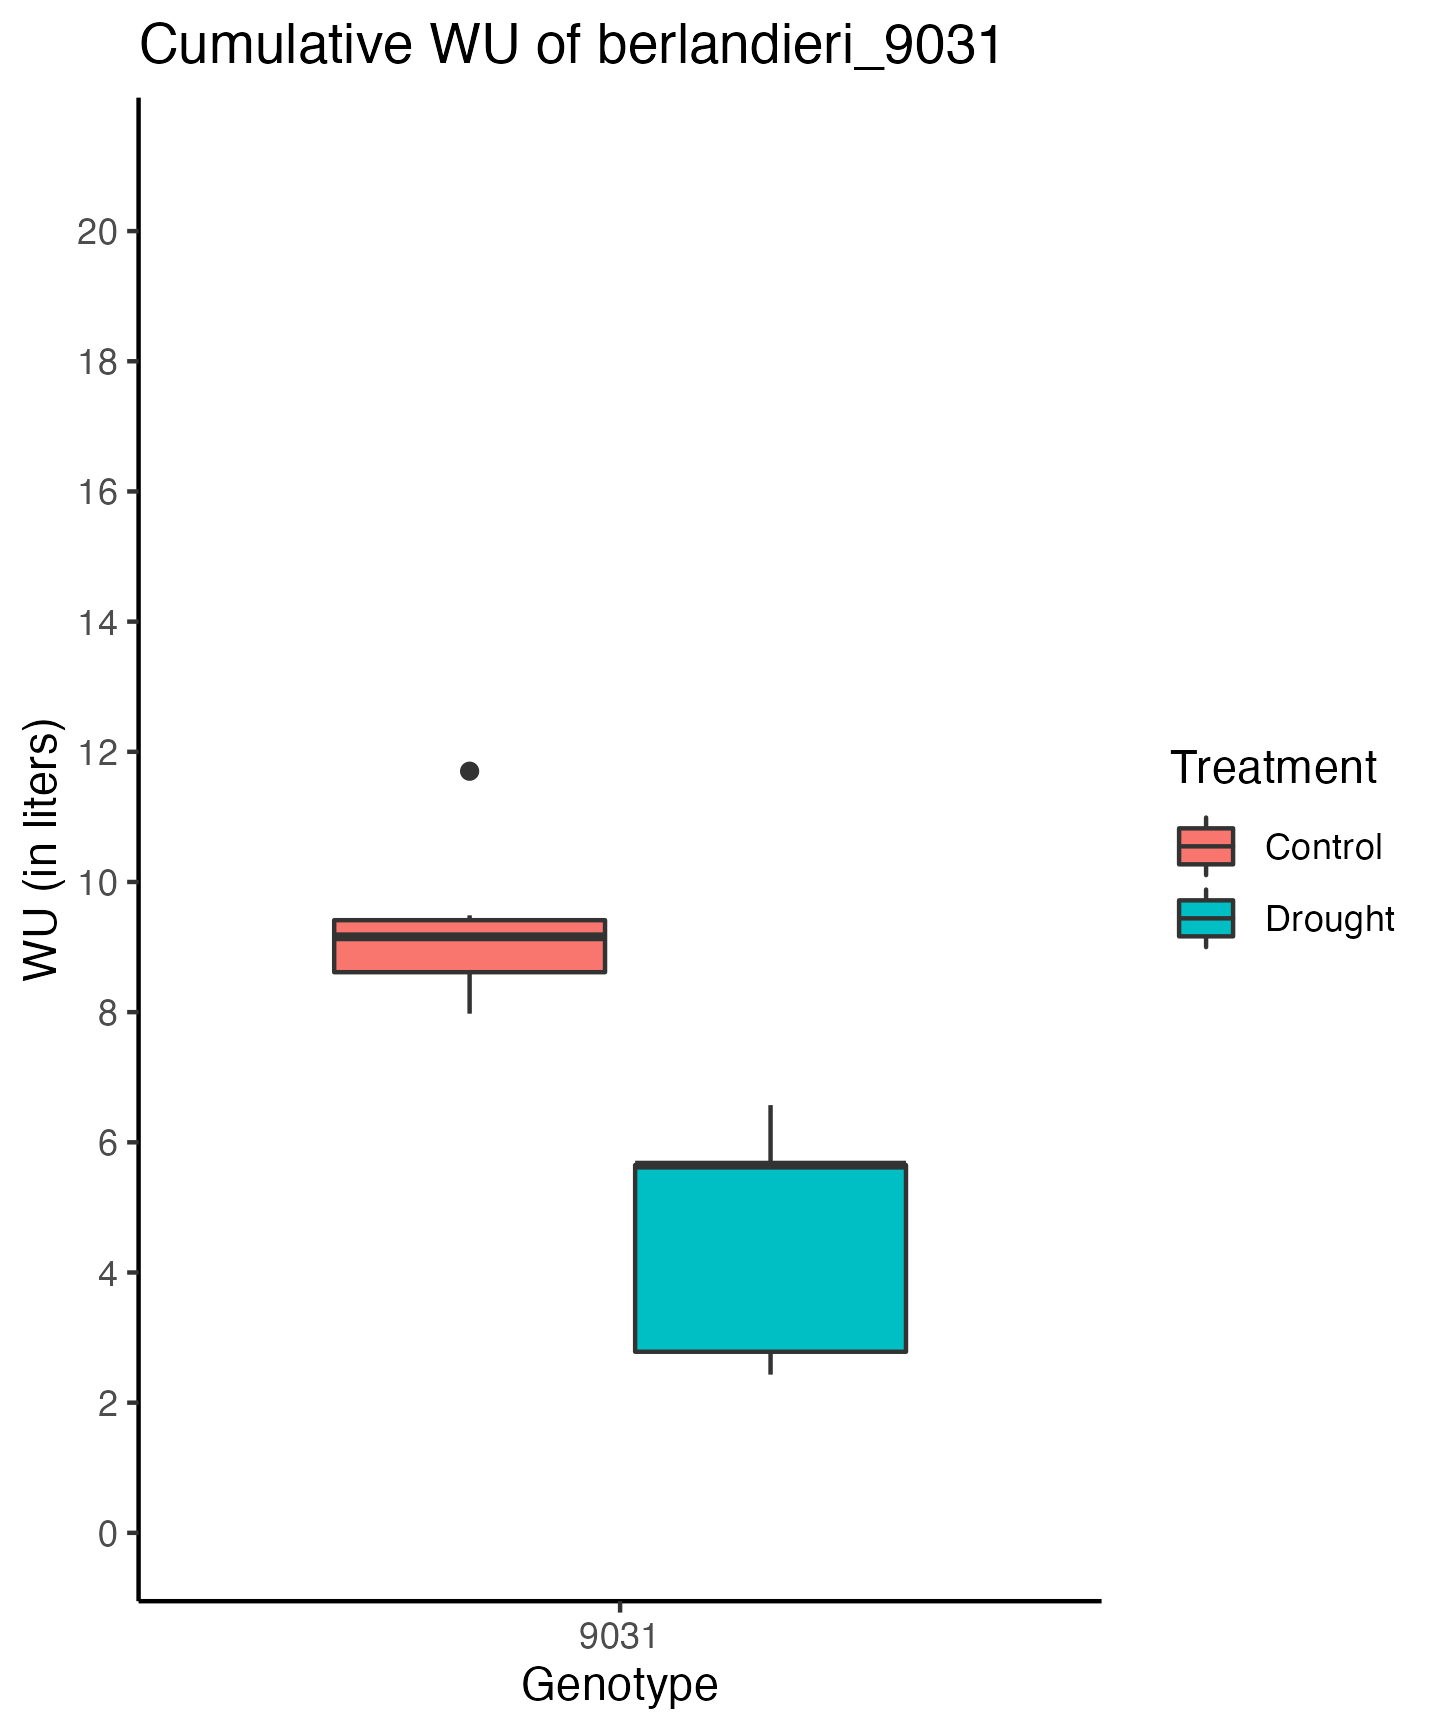 Cumulative WU of berlandieri_9031
20
18
16
14
12
10
8
6
4
2
0
WU (in liters)
9031
Genotype
Treatment
Control
Drought